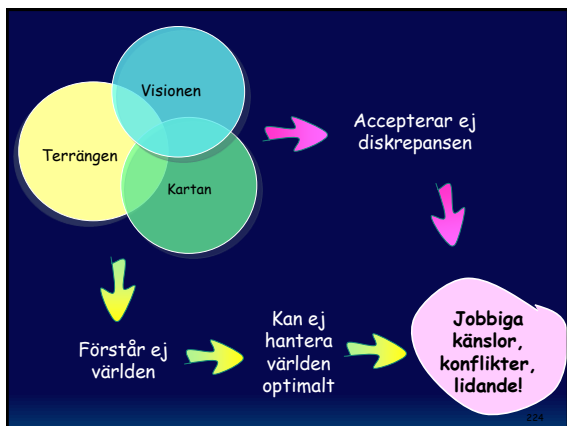 Visionen
Terrängen
Kartan
Accepterar ej
diskrepansen
Förstår ej
världen
Kan ej
hantera
världen
optimalt
Jobbiga
känslor,
konflikter,
lidande!
224